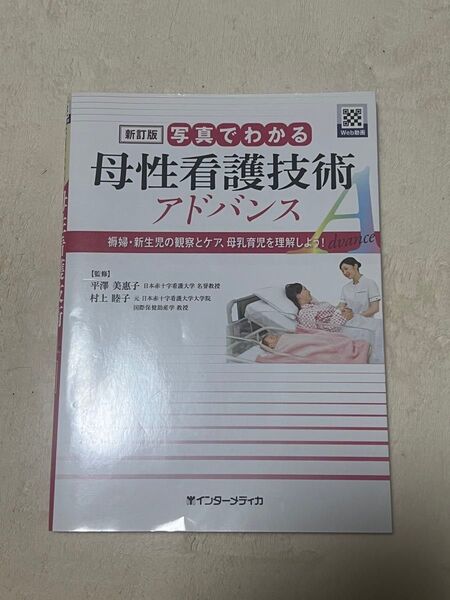 新訂版 写真でわかる
Web動画
母性看護技術
アドバンス
Advance
褥婦・新生児の観察とケア、母乳育児を理解しよう!
【監修】
平澤 美惠子 日本赤十字看護大学 名誉教授
村上 睦子 元・日本赤十字看護大学大学院
国際保健助産学 教授
インターメディカ